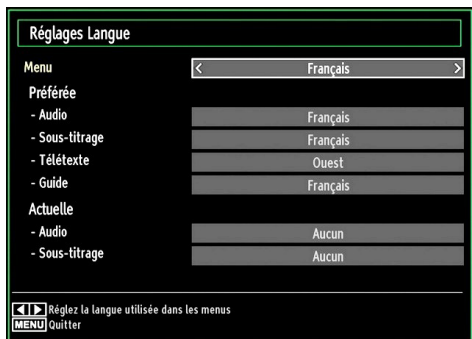 Réglages Langue
Menu < Français >
Préférée
- Audio Français
- Sous-titrage Français
- Télétexte Ouest
- Guide Français
Actuelle
- Audio Aucun
- Sous-titrage Aucun
Réglez la langue utilisée dans les menus
MENU Quitter